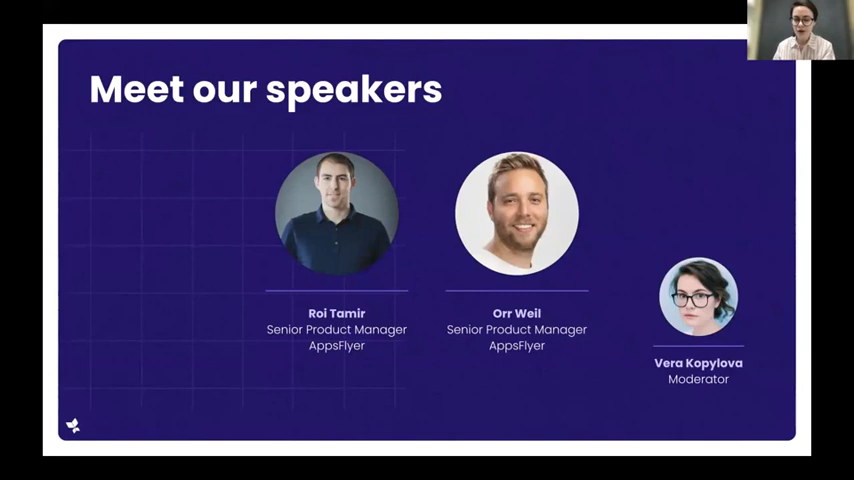 Meet our speakers
Roi Tamir
Senior Product Manager
AppsFlyer
Orr Weil
Senior Product Manager
AppsFlyer
Vera Kopylova
Moderator